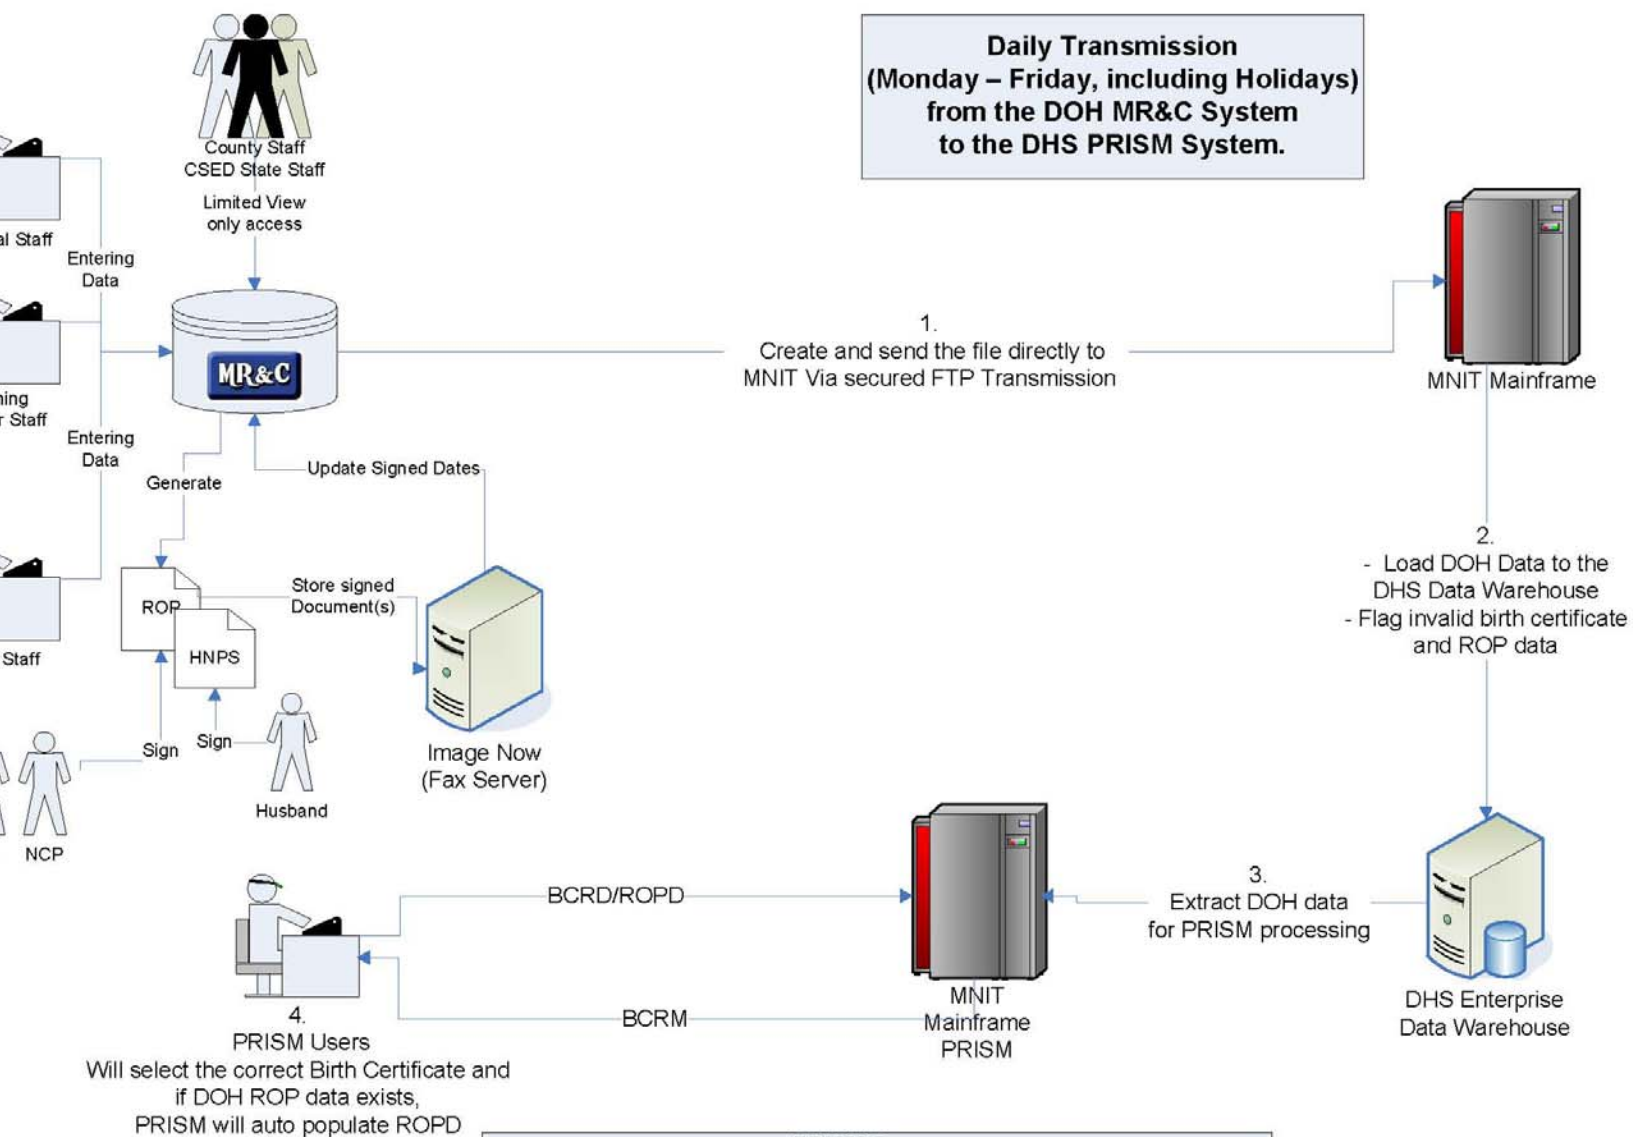 Daily Transmission
(Monday – Friday, including Holidays)
from the DOH MR&C System
to the DHS PRISM System.
County Staff
CSED State Staff
Limited View
only access
al Staff
Entering
Data
MR&C
1.
Create and send the file directly to
MNIT Via secured FTP Transmission
MNIT Mainframe
ning
r Staff
Entering
Data
Generate
Update Signed Dates
2.
- Load DOH Data to the
DHS Data Warehouse
- Flag invalid birth certificate
and ROP data
Store signed
Document(s)
ROP
HNPS
Staff
Sign
Sign
Image Now
(Fax Server)
Husband
NCP
BCRD/ROPD
3.
Extract DOH data
for PRISM processing
MNIT
Mainframe
PRISM
BCRM
DHS Enterprise
Data Warehouse
4.
PRISM Users
Will select the correct Birth Certificate and
if DOH ROP data exists,
PRISM will auto populate ROPD